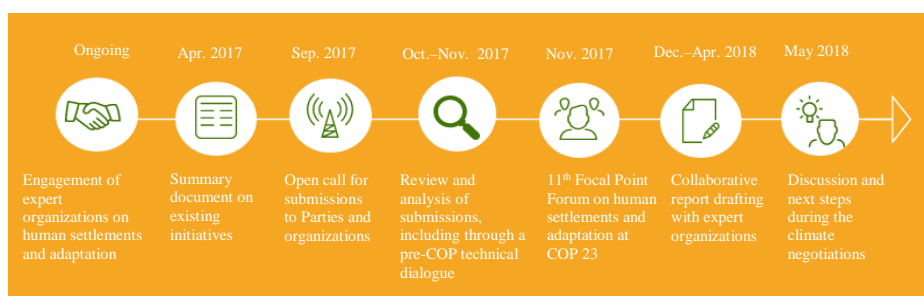 Ongoing
Apr. 2017
Sep. 2017
Oct.–Nov. 2017
Nov. 2017
Dec.–Apr. 2018
May 2018
Engagement of
expert
organizations on
human settlements
and adaptation
Summary
document on
existing
initiatives
Open call for
submissions
to Parties and
organizations
Review and
analysis of
submissions,
including through a
pre-COP technical
dialogue
11th Focal Point
Forum on human
settlements and
adaptation at
COP 23
Collaborative
report drafting
with expert
organizations
Discussion and
next steps
during the
climate
negotiations